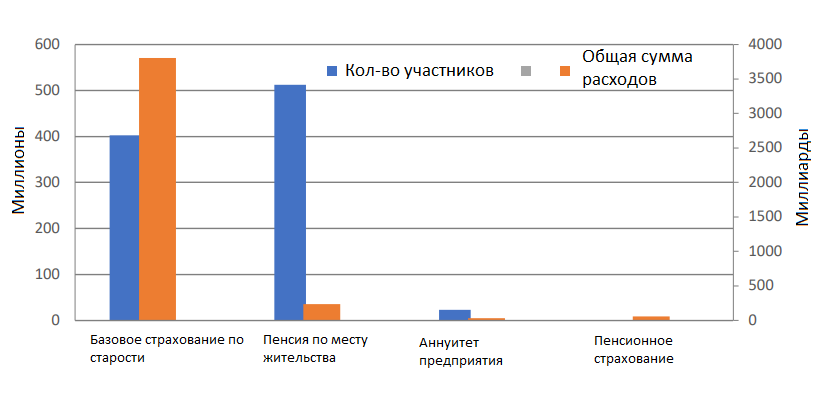 600
500
400
300
200
100
0
Миллионы
Кол-во участников
Общая сумма
расходов
4000
3500
3000
2500
2000
1500
1000
500
0
Миллиарды
Базовое страхование по
старости
Пенсия по месту
жительства
Аннуитет
предприятия
Пенсионное
страхование